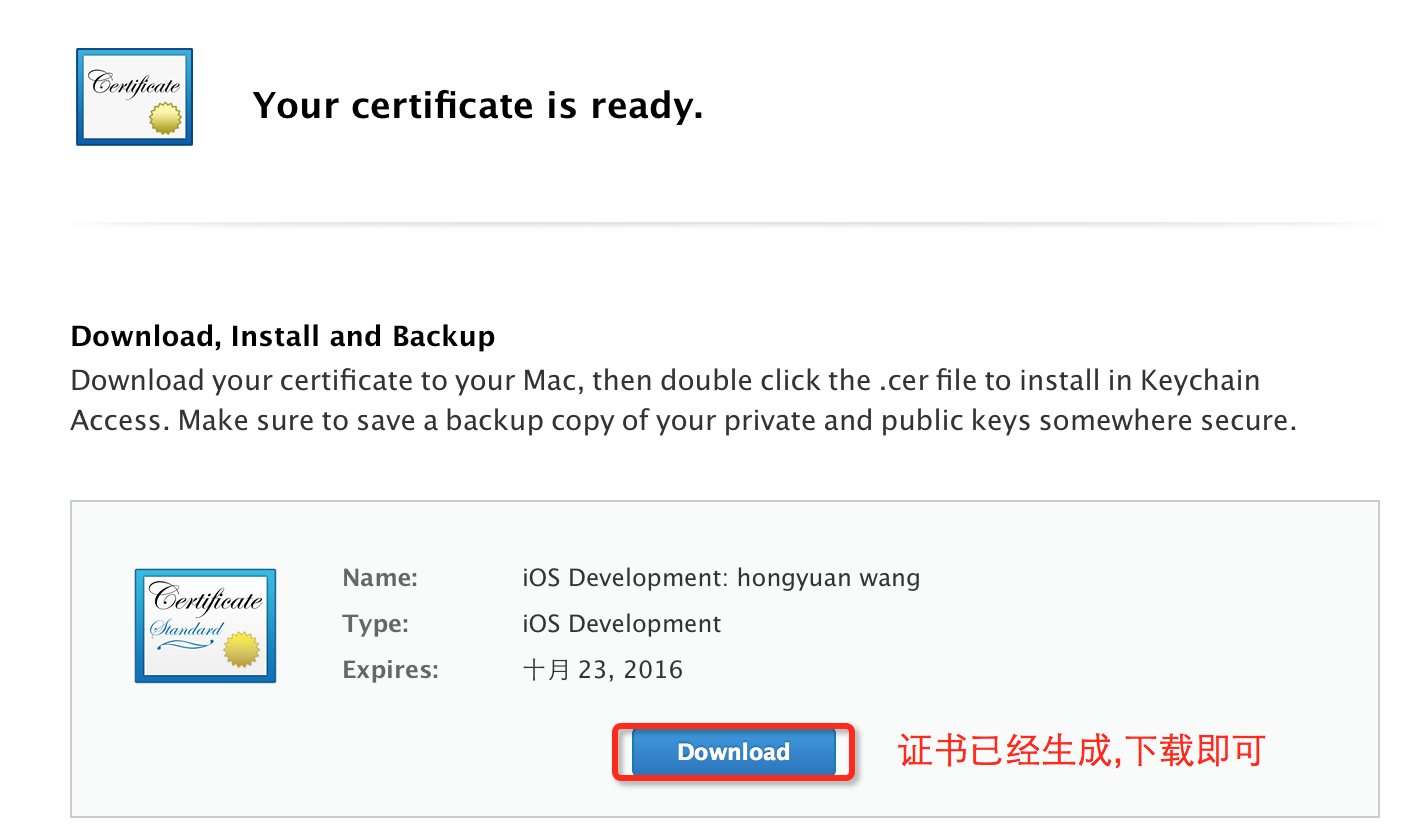 Certificate
Your certificate is ready.
Download, Install and Backup
Download your certificate to your Mac, then double click the .cer file to install in Keychain
Access. Make sure to save a backup copy of your private and public keys somewhere secure.
Certificate
Standard
Name: iOS Development: hongyuan wang
Type: iOS Development
Expires: 十月 23, 2016
Download 证书已经生成,下载即可